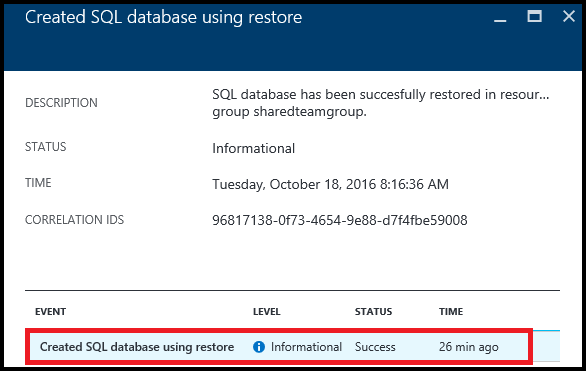 Created SQL database using restore
DESCRIPTION
SQL database has been succesfully restored in resour...
group sharedteamgroup.
STATUS
Informational
TIME
Tuesday, October 18, 2016 8:16:36 AM
CORRELATION IDS
96817138-0f73-4654-9e88-d7f4fbe59008
EVENT LEVEL STATUS TIME
Created SQL database using restore Informational Success 26 min ago